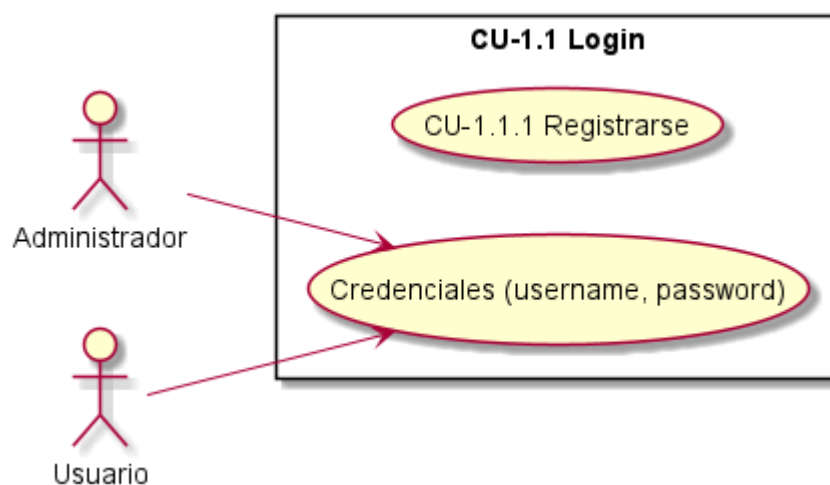 CU-1.1 Login
CU-1.1.1 Registrarse
Administrador
Credenciales (username, password)
Usuario